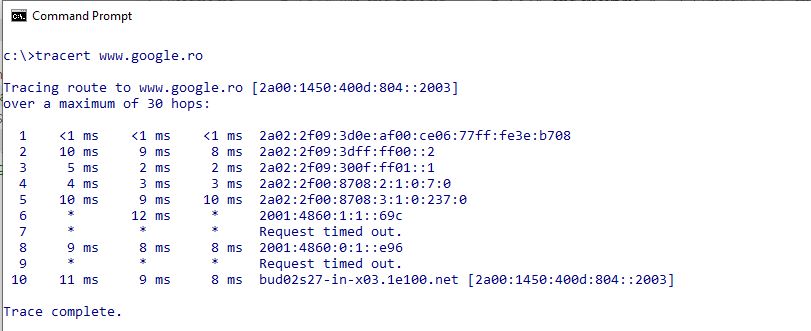 Command Prompt
c:\>tracert www.google.ro
Tracing route to www.google.ro [2a00:1450:400d:804::2003]
over a maximum of 30 hops:
1 <1 ms <1 ms <1 ms 2a02:2f09:3d0e:af00:ce06:77ff:fe3e:b708
2 10 ms 9 ms 8 ms 2a02:2f09:3dff:ff00::2
3 5 ms 2 ms 2 ms 2a02:2f09:300f:ff01::1
4 4 ms 3 ms 3 ms 2a02:2f00:8708:2:1:0:7:0
5 10 ms 9 ms 10 ms 2a02:2f00:8708:3:1:0:237:0
6 * 12 ms * 2001:4860:1:1::69c
7 * * * Request timed out.
8 9 ms 8 ms 8 ms 2001:4860:0:1::e96
9 * * * Request timed out.
10 11 ms 9 ms 8 ms bud02s27-in-x03.1e100.net [2a00:1450:400d:804::2003]
Trace complete.